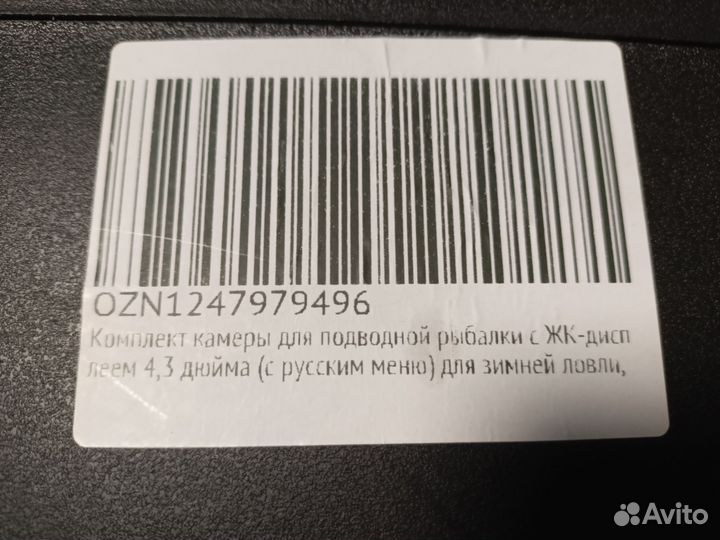 OZN1247979496
Комплект камеры для подводной рыбалки с ЖК-дисп
леем 4,3 дюйма (с русским меню) для зимней ловли,
Avito